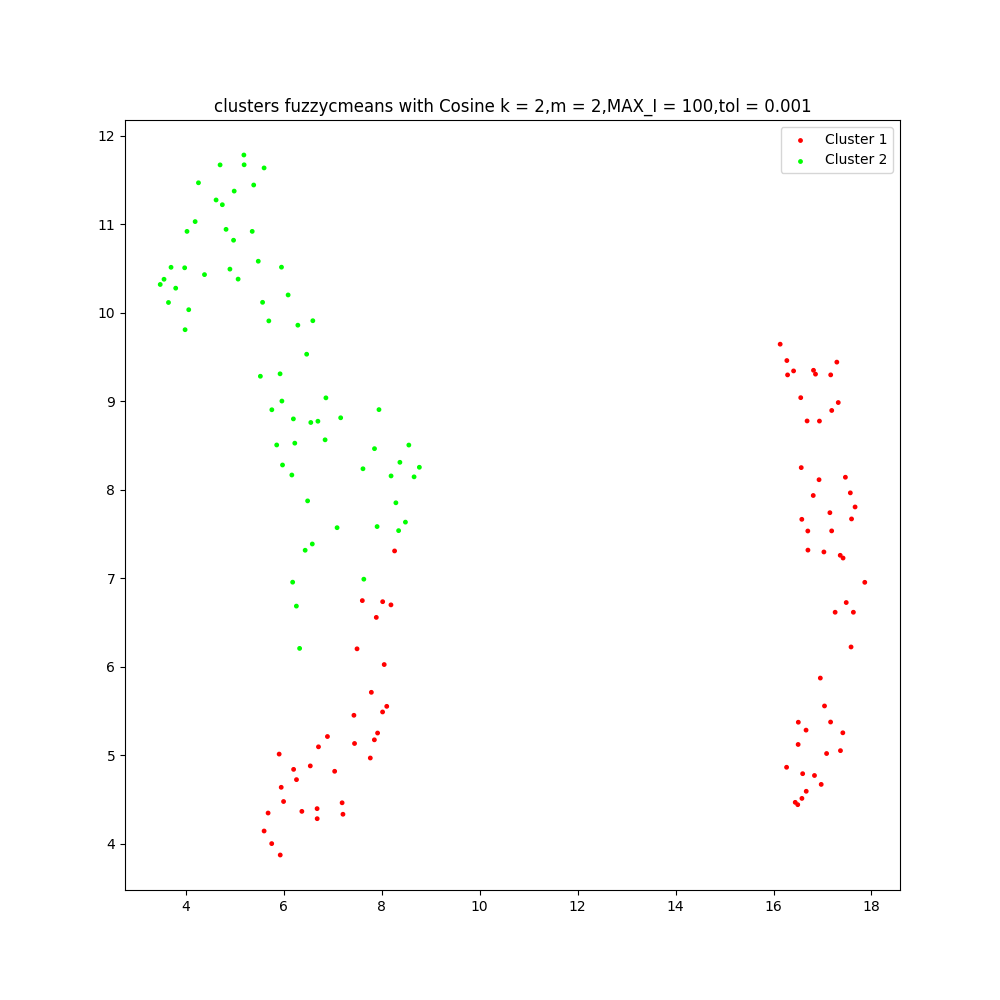 clusters fuzzycmeans with Cosine k = 2,m = 2,MAX_I = 100,tol = 0.001
Cluster 1
Cluster 2
12
11
10
9
8
7
6
5
4
4 6 8 10 12 14 16 18